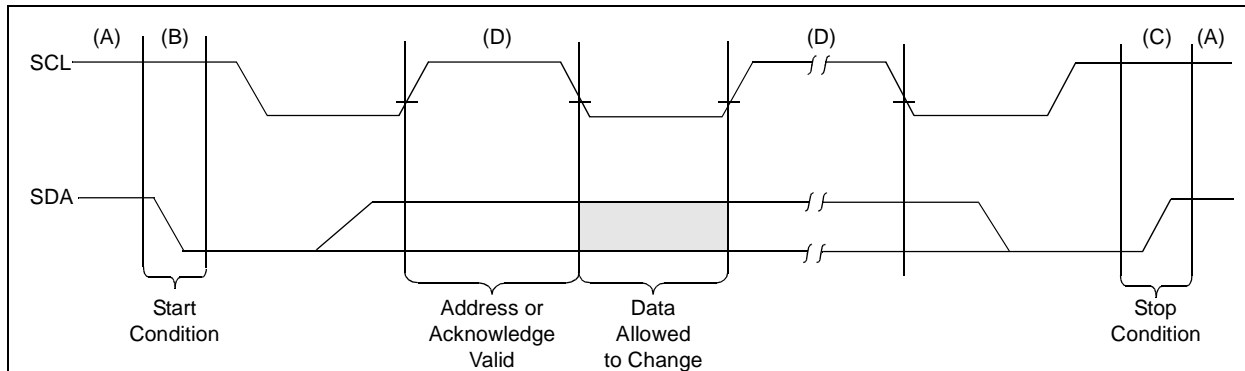 (A) (B) (D) (D) (C) (A)
SCL
SDA
Start
Condition
Address or
Acknowledge
Valid
Data
Allowed
to Change
Stop
Condition